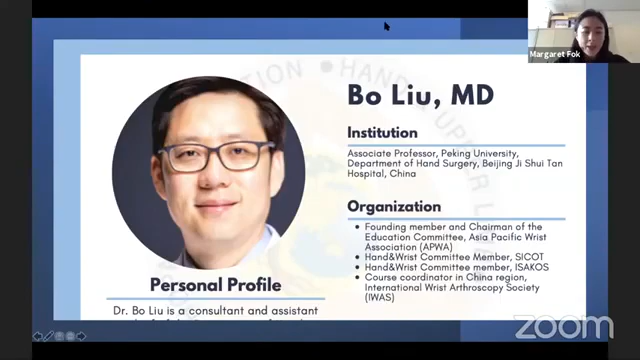 Margaret Fok
Bo Liu, MD
Institution
Associate Professor, Peking University,
Department of Hand Surgery, Beijing Ji Shui Tan
Hospital, China
Organization
• Founding member and Chairman of the
Education Committee, Asia Pacific Wrist
Association (APWA)
• Hand&Wrist Committee Member, SICOT
• Hand&Wrist Committee member, ISAKOS
• Course coordinator in China region,
International Wrist Arthroscopy Society
(IWAS)
Personal Profile
Dr. Bo Liu is a consultant and assistant
zoom